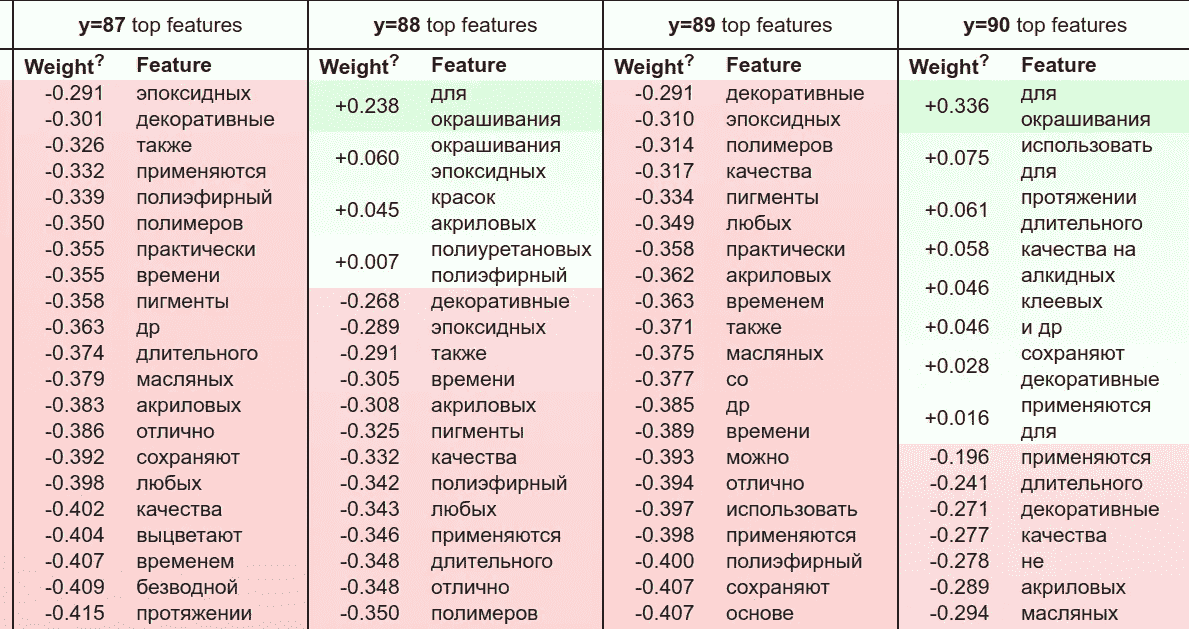 y=87 top features
Weight? Feature
-0.291 эпоксидных
-0.301 декоративные
-0.326 также
-0.332 применяются
-0.339 полиэфирный
-0.350 полимеров
-0.355 практически
-0.355 времени
-0.358 пигменты
-0.363 др
-0.374 длительного
-0.379 масляных
-0.383 акриловых
-0.386 отлично
-0.392 сохраняют
-0.398 любых
-0.402 качества
-0.404 выцветают
-0.407 временем
-0.409 безводной
-0.415 протяжении
y=88 top features
Weight? Feature
+0.238 для
окрашивания
+0.060 окрашивания
эпоксидных
+0.045 красок
акриловых
+0.007 полиуретановых
полиэфирный
-0.268 декоративные
-0.289 эпоксидных
-0.291 также
-0.305 времени
-0.308 акриловых
-0.325 пигменты
-0.332 качества
-0.342 полиэфирный
-0.343 любых
-0.346 применяются
-0.348 длительного
-0.348 отлично
-0.350 полимеров
y=89 top features
Weight? Feature
-0.291 декоративные
-0.310 эпоксидных
-0.314 полимеров
-0.317 качества
-0.334 пигменты
-0.349 любых
-0.358 практически
-0.362 акриловых
-0.363 временем
-0.371 также
-0.375 масляных
-0.377 со
-0.385 др
-0.389 времени
-0.393 можно
-0.394 отлично
-0.397 использовать
-0.398 применяются
-0.400 полиэфирный
-0.407 сохраняют
-0.407 основе
y=90 top features
Weight? Feature
+0.336 для
окрашивания
+0.075 использовать
для
+0.061 протяжении
длительного
+0.058 качества на
+0.046 алкидных
клеевых
+0.046 и др
+0.028 сохраняют
декоративные
+0.016 применяются
для
-0.196 применяются
-0.241 длительного
-0.271 декоративные
-0.277 качества
-0.278 не
-0.289 акриловых
-0.294 масляных